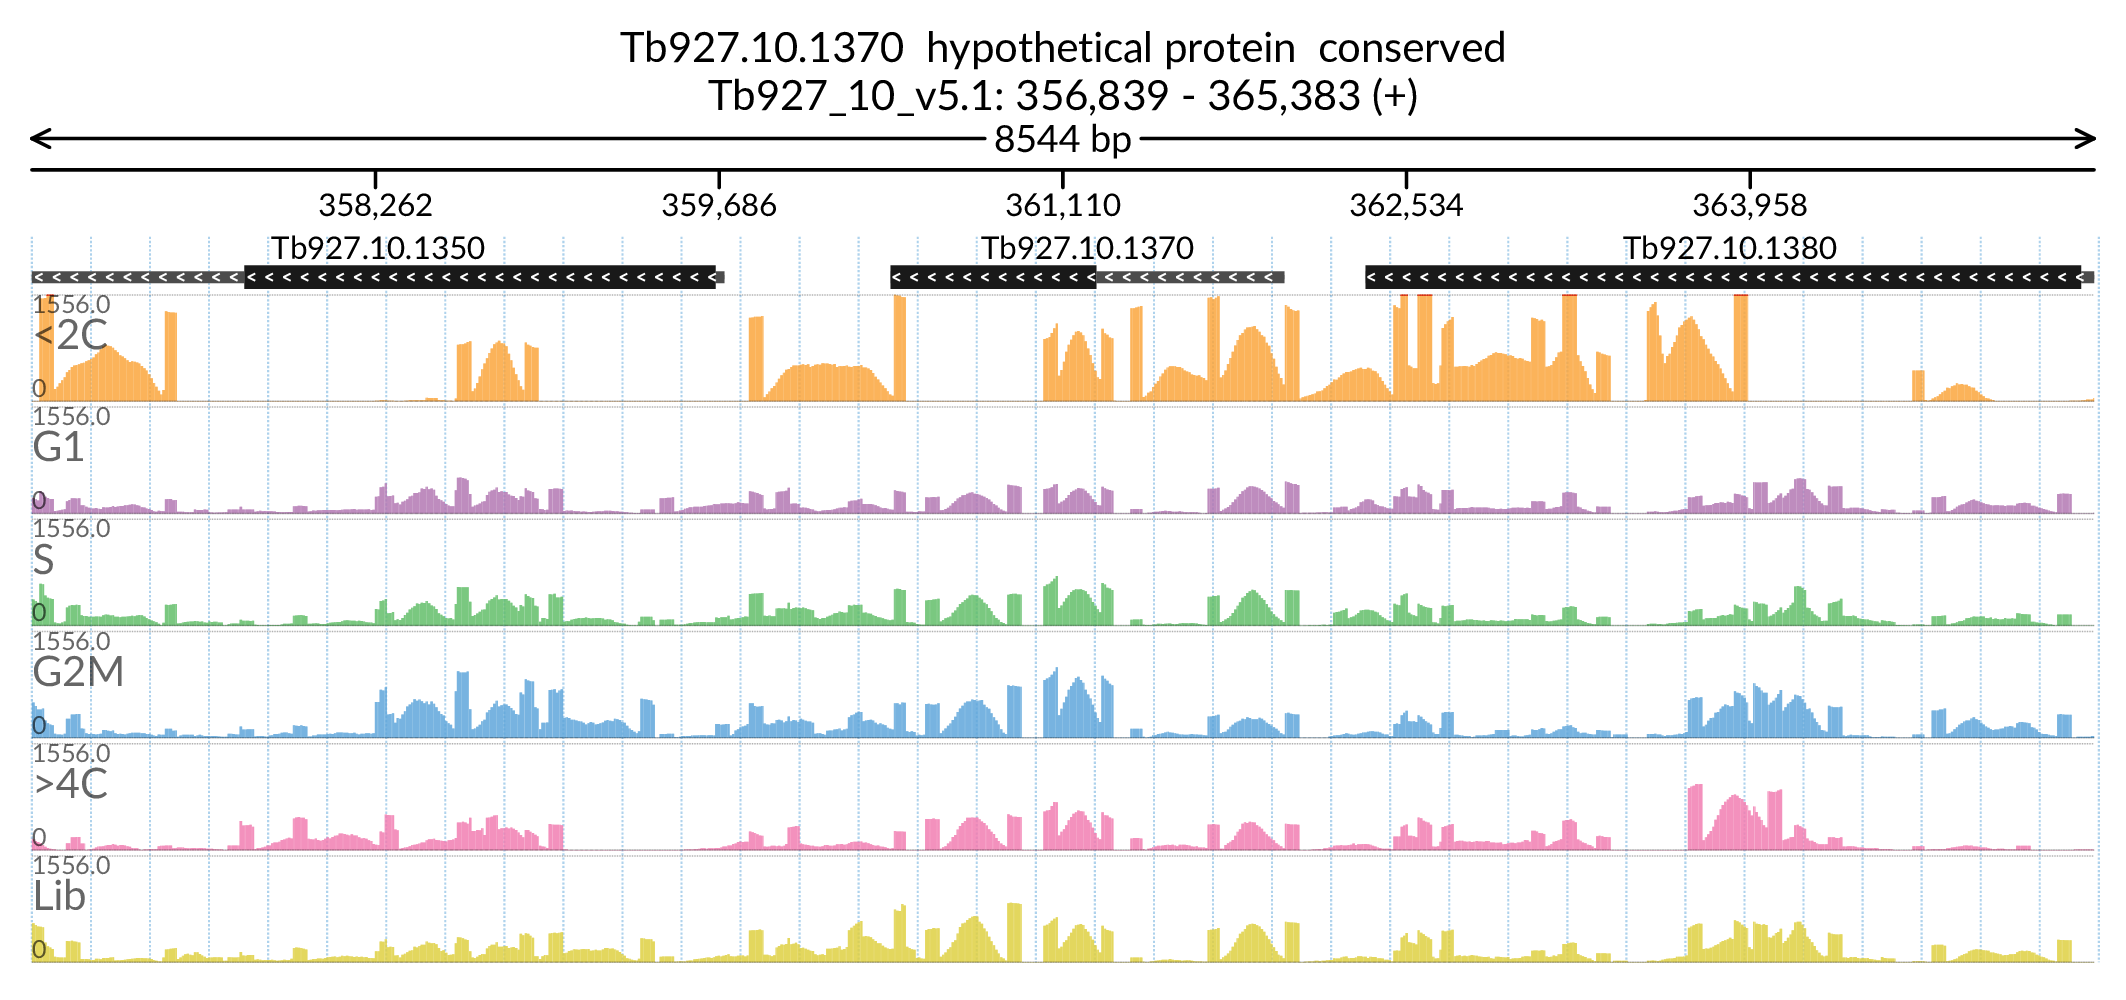 Tb927.10.1370 hypothetical protein conserved
Tb927_10_v5.1: 356,839 - 365,383 (+)
8544 bp
358,262 359,686 361,110 362,534 363,958
Tb927.10.1350 Tb927.10.1370 Tb927.10.1380
1556.0
<2C
0
1556.0
G1
0
1556.0
S
0
1556.0
G2M
0
1556.0
>4C
0
1556.0
Lib
0